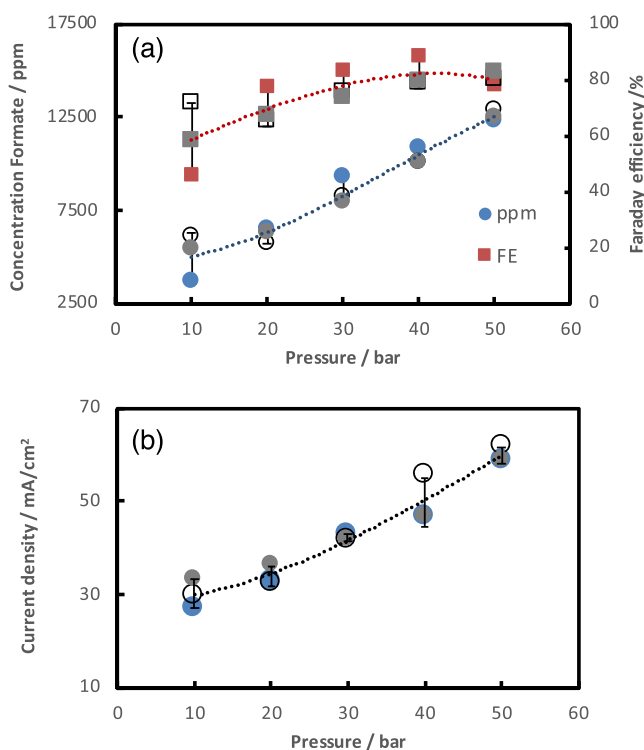 (a)
Concentration Formate / ppm
17500
12500
7500
2500
100
80
60
40
20
0
Faraday efficiency /%
ppm
FE
0 10 20 30 40 50 60
Pressure / bar
(b)
Current density / mA/cm²
70
50
30
10
0 10 20 30 40 50 60
Pressure / bar